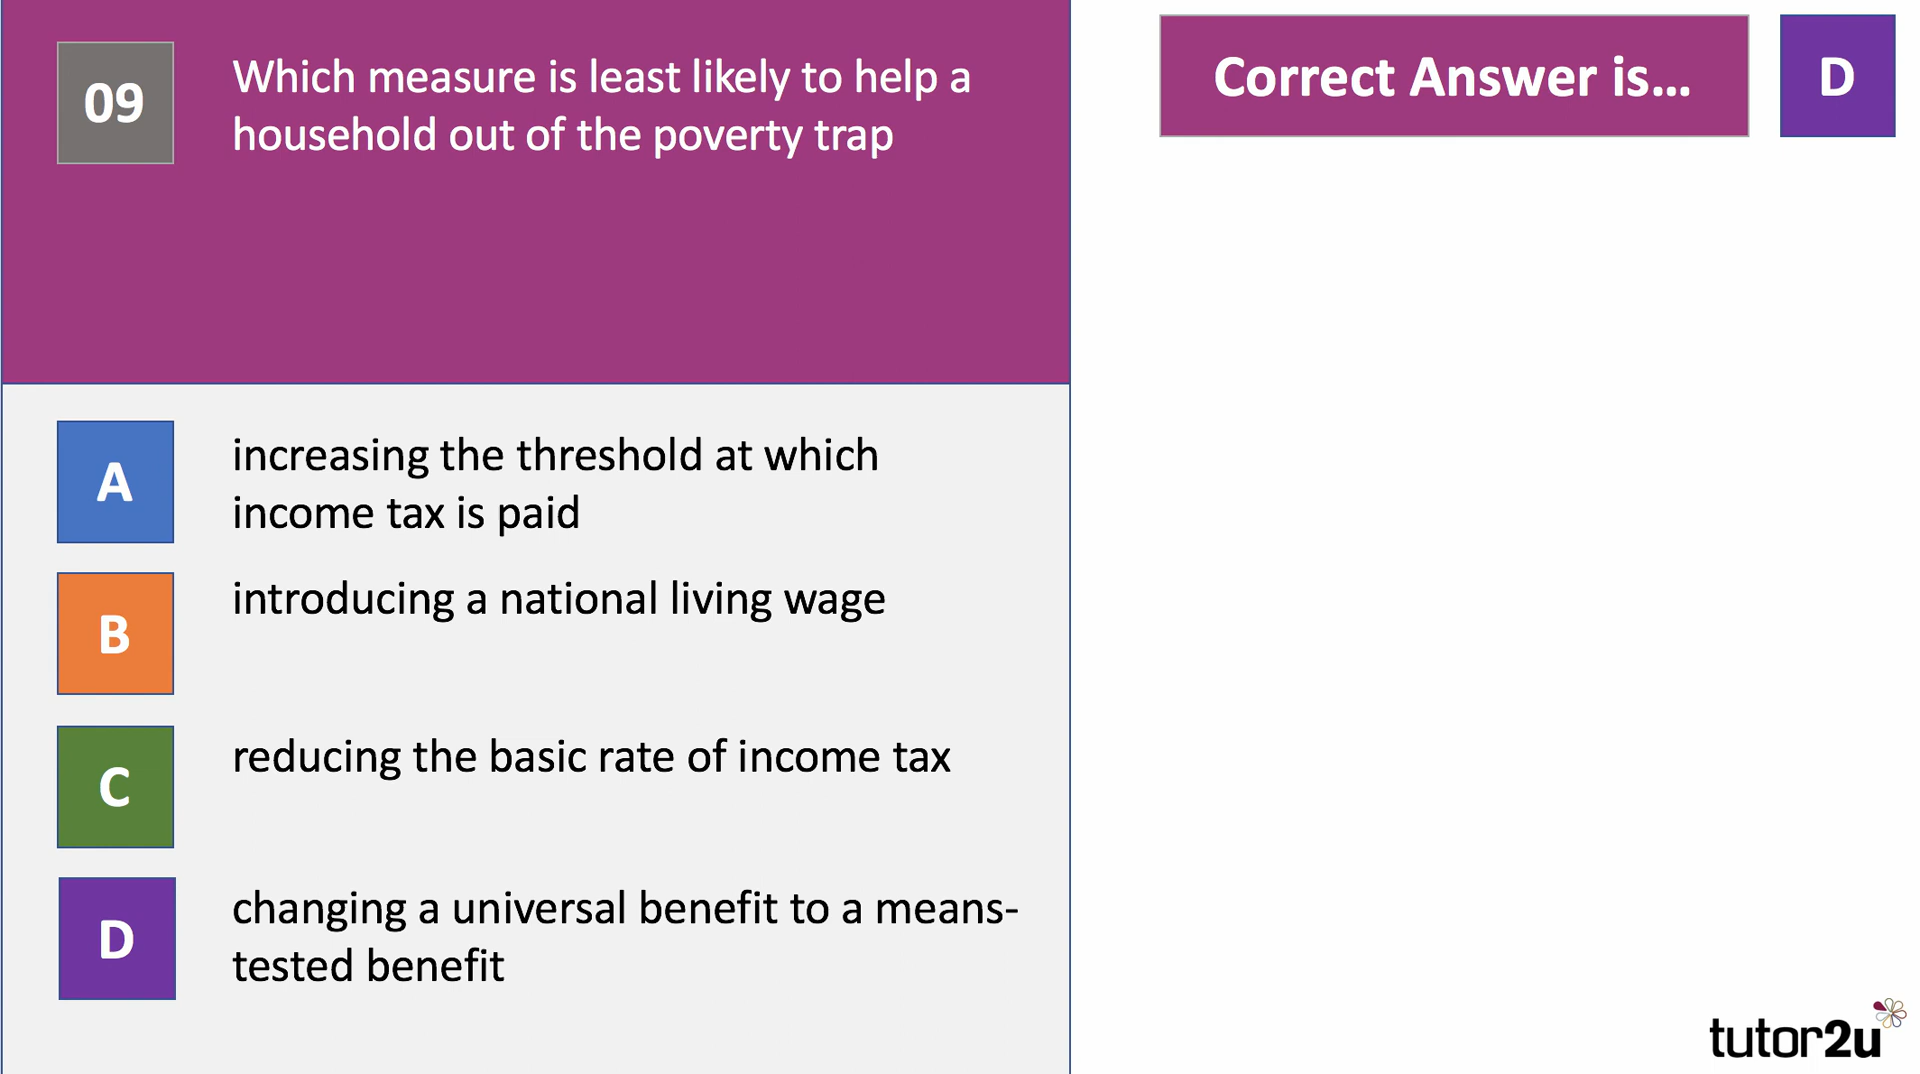 09
Which measure is least likely to help a
household out of the poverty trap
A
increasing the threshold at which
income tax is paid
B
introducing a national living wage
C
reducing the basic rate of income tax
D
changing a universal benefit to a means-
tested benefit
Correct Answer is...
D
tutor2u